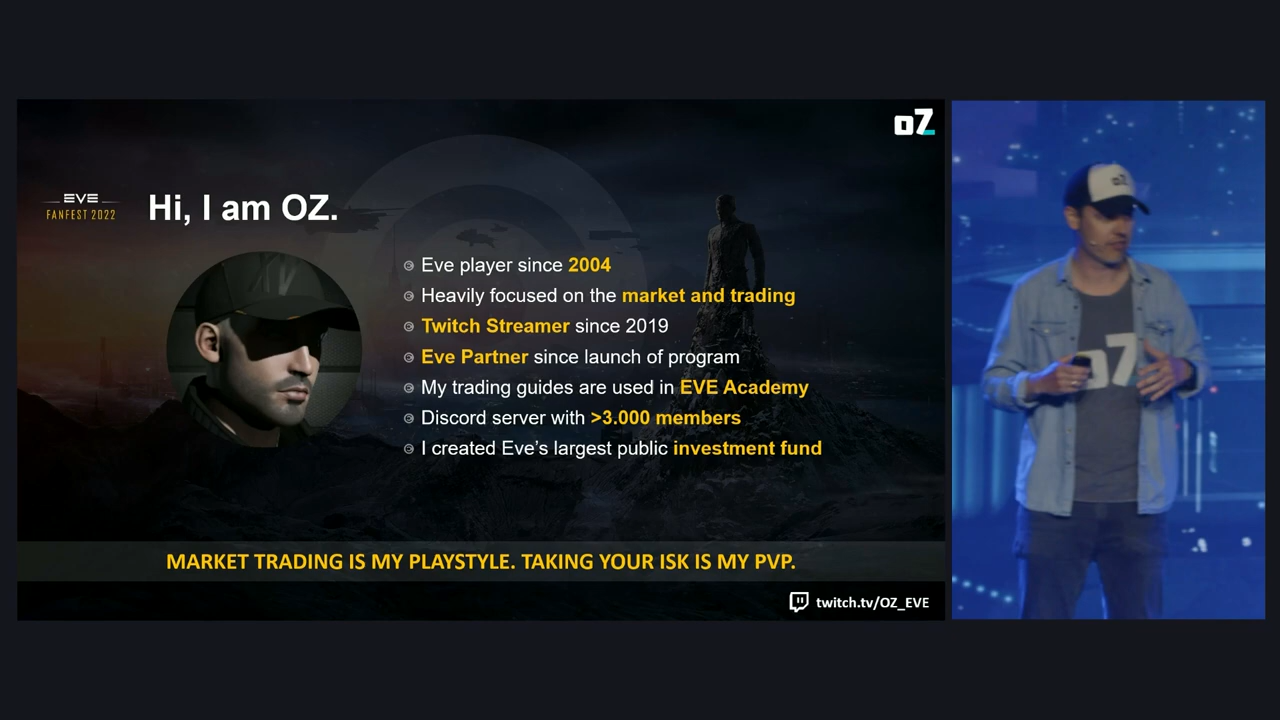 oZ
EVE
FANFEST 2022
Hi, I am OZ.
Eve player since 2004
Heavily focused on the market and trading
Twitch Streamer since 2019
Eve Partner since launch of program
My trading guides are used in EVE Academy
Discord server with >3.000 members
I created Eve’s largest public investment fund
MARKET TRADING IS MY PLAYSTYLE. TAKING YOUR ISK IS MY PVP.
twitch.tv/OZ_EVE
oZ
oZ